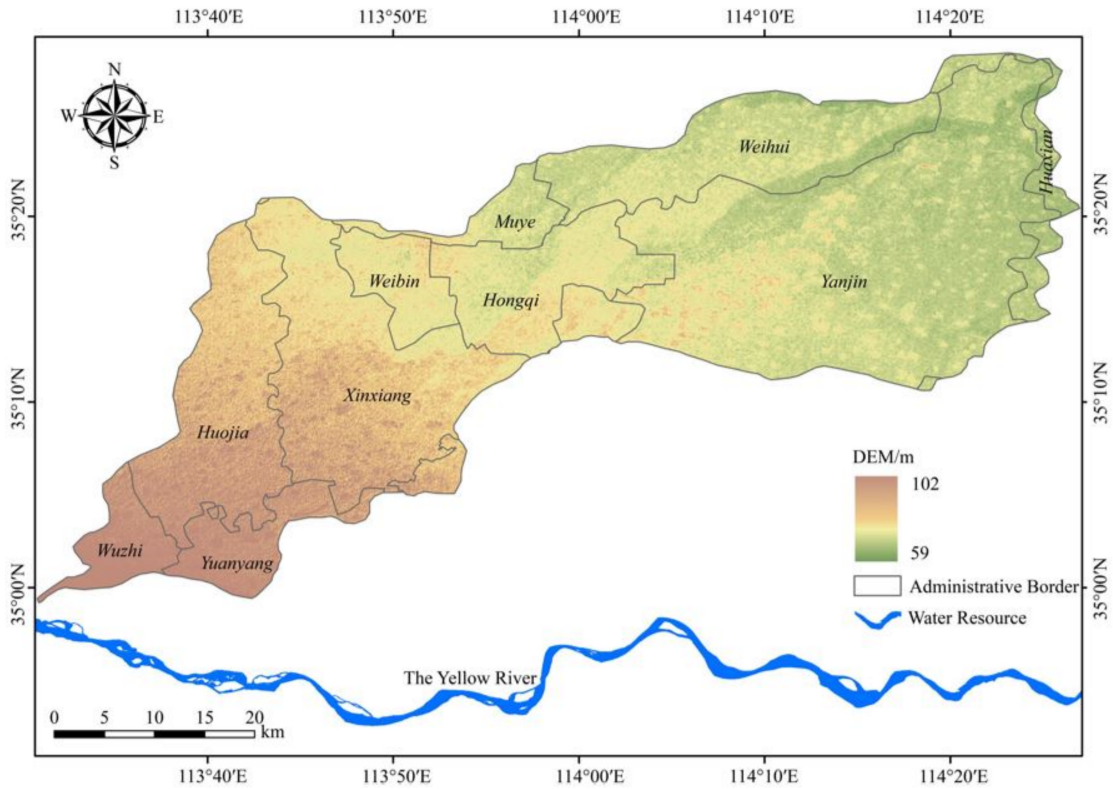 113°40′E 113°50′E 114°00′E 114°10′E 114°20′E
N
W E
S
35°20′N
35°10′N
35°00′N
Weihui
Huaxian
Muye
Weibin
Hongqi
Yanjin
Xinxiang
Huojia
Wuzhi
Yuanyang
DEM/m
102
59
Administrative Border
Water Resource
35°20′N
35°10′N
35°00′N
The Yellow River
0 5 10 15 20
km
113°40′E 113°50′E 114°00′E 114°10′E 114°20′E